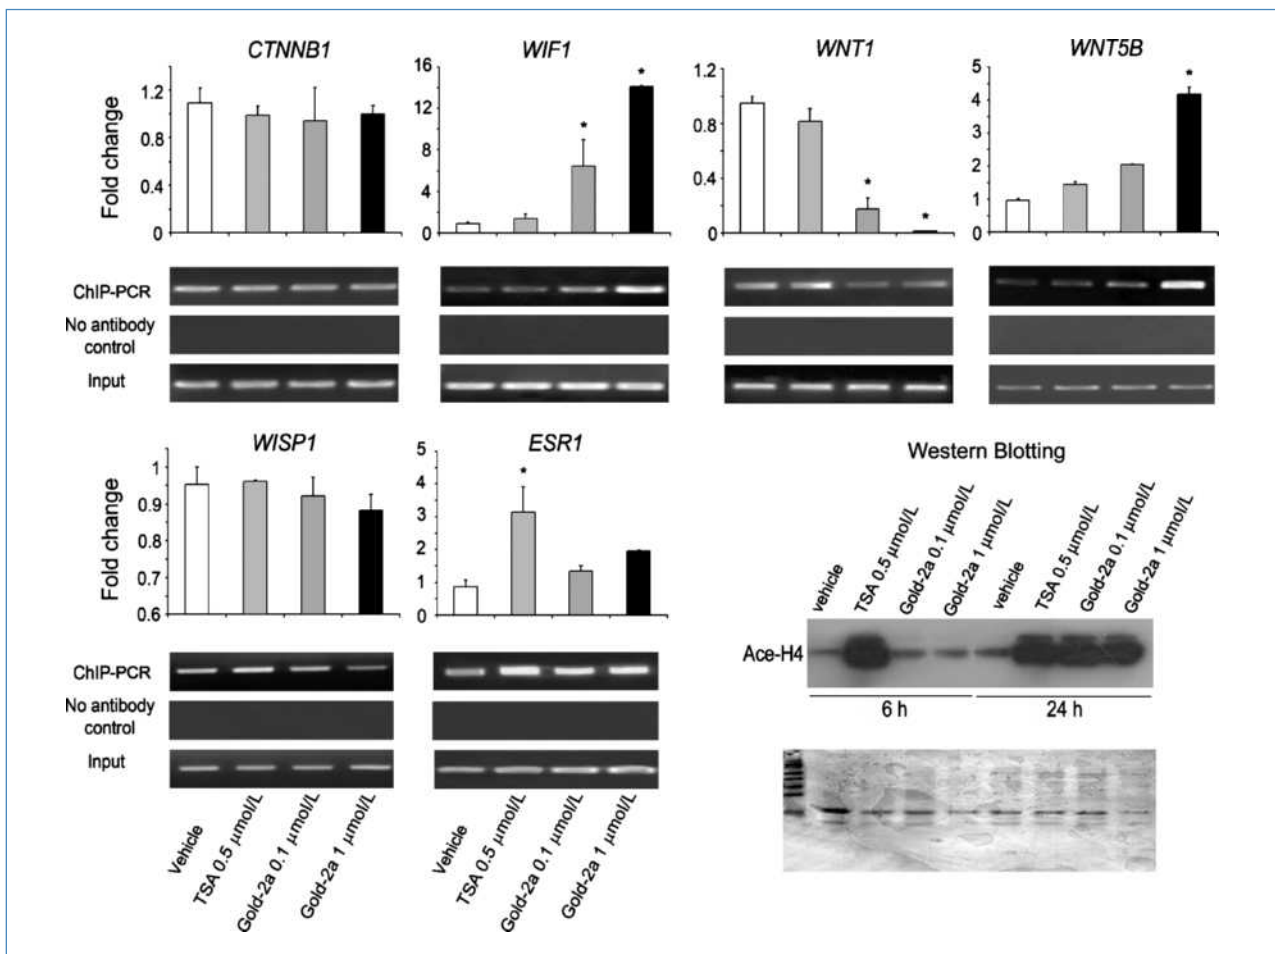 CTNNB1
WIF1
WNT1
WNT5B
Fold change
1.2
0.8
0.4
0
16
12
8
4
0
*
*
1.2
0.8
0.4
0
*
*
5
4
3
2
1
0
*
ChIP-PCR
No antibody
control
Input
WISP1
ESR1
Fold change
1
0.9
0.8
0.7
0.6
5
4
3
2
1
0
*
ChIP-PCR
No antibody
control
Input
Vehicle
TSA 0.5 µmol/L
Gold-2a 0.1 µmol/L
Gold-2a 1 µmol/L
Vehicle
TSA 0.5 µmol/L
Gold-2a 0.1 µmol/L
Gold-2a 1 µmol/L
Western Blotting
vehicle
TSA 0.5 µmol/L
Gold-2a 0.1 µmol/L
Gold-2a 1 µmol/L
vehicle
TSA 0.5 µmol/L
Gold-2a 0.1 µmol/L
Gold-2a 1 µmol/L
Ace-H4
6 h
24 h